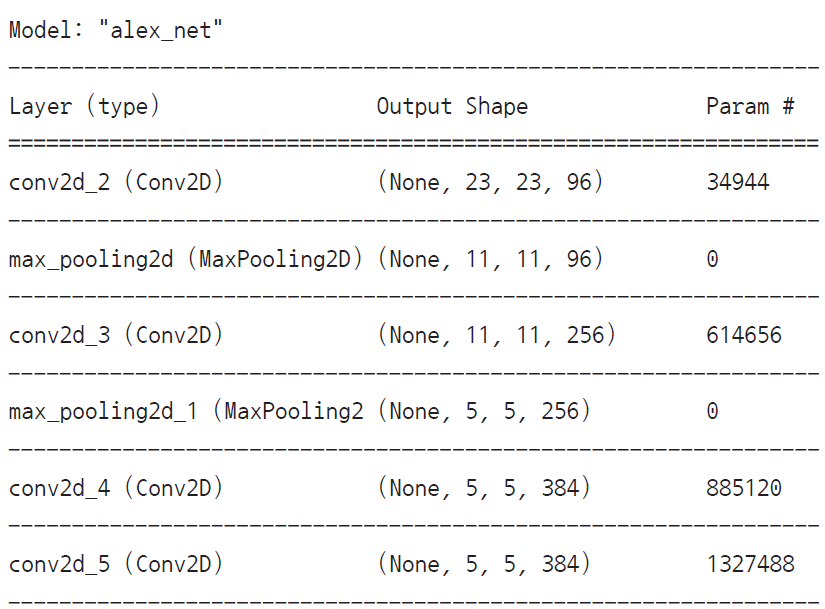 Model: "alex_net"
_________________________________________________________________
Layer (type)                 Output Shape              Param #
=================================================================
conv2d_2 (Conv2D)            (None, 23, 23, 96)        34944
_________________________________________________________________
max_pooling2d (MaxPooling2D) (None, 11, 11, 96)        0
_________________________________________________________________
conv2d_3 (Conv2D)            (None, 11, 11, 256)       614656
_________________________________________________________________
max_pooling2d_1 (MaxPooling2 (None, 5, 5, 256)         0
_________________________________________________________________
conv2d_4 (Conv2D)            (None, 5, 5, 384)         885120
_________________________________________________________________
conv2d_5 (Conv2D)            (None, 5, 5, 384)         1327488
_________________________________________________________________